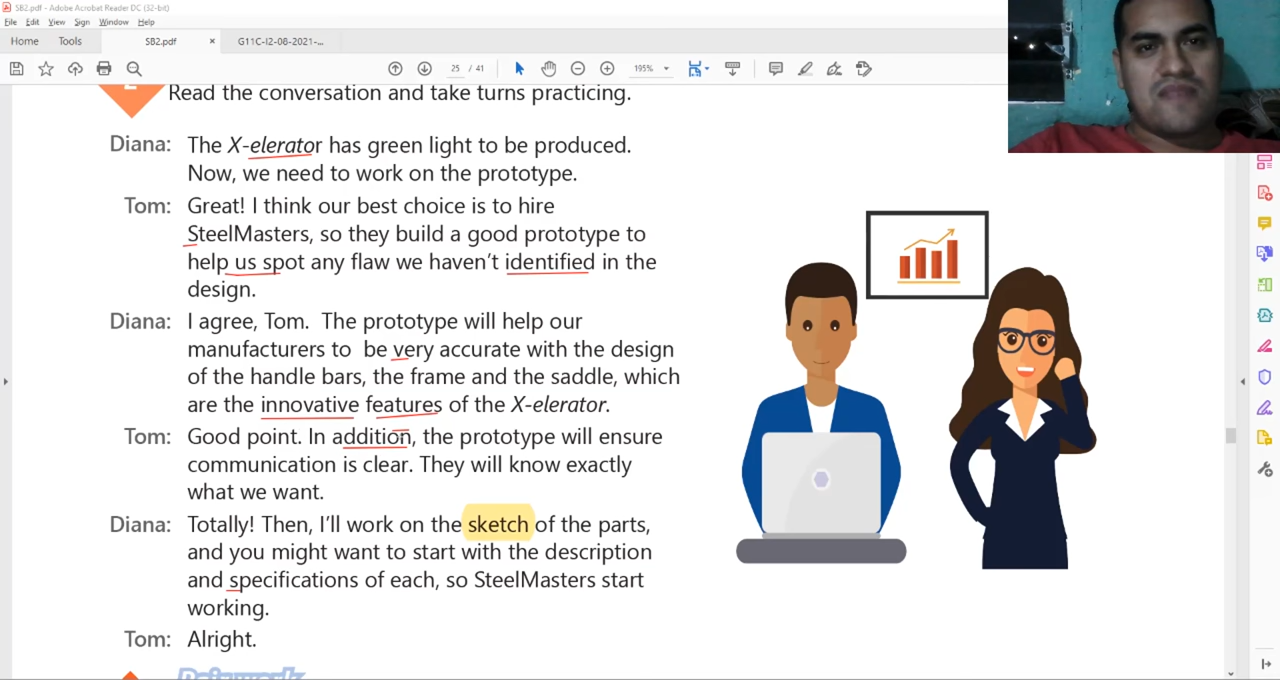 SB2.pdf - Adobe Acrobat Reader DC (32-bit)
File Edit View Sign Window Help
Home Tools SB2.pdf × G11C-I2-08-2021-...
25 / 41 195%
Read the conversation and take turns practicing.
Diana: The X-elerator has green light to be produced.
Now, we need to work on the prototype.
Tom: Great! I think our best choice is to hire
SteelMasters, so they build a good prototype to
help us spot any flaw we haven't identified in the
design.
Diana: I agree, Tom. The prototype will help our
manufacturers to be very accurate with the design
of the handle bars, the frame and the saddle, which
are the innovative features of the X-elerator.
Tom: Good point. In addition, the prototype will ensure
communication is clear. They will know exactly
what we want.
Diana: Totally! Then, I'll work on the sketch of the parts,
and you might want to start with the description
and specifications of each, so SteelMasters start
working.
Tom: Alright.